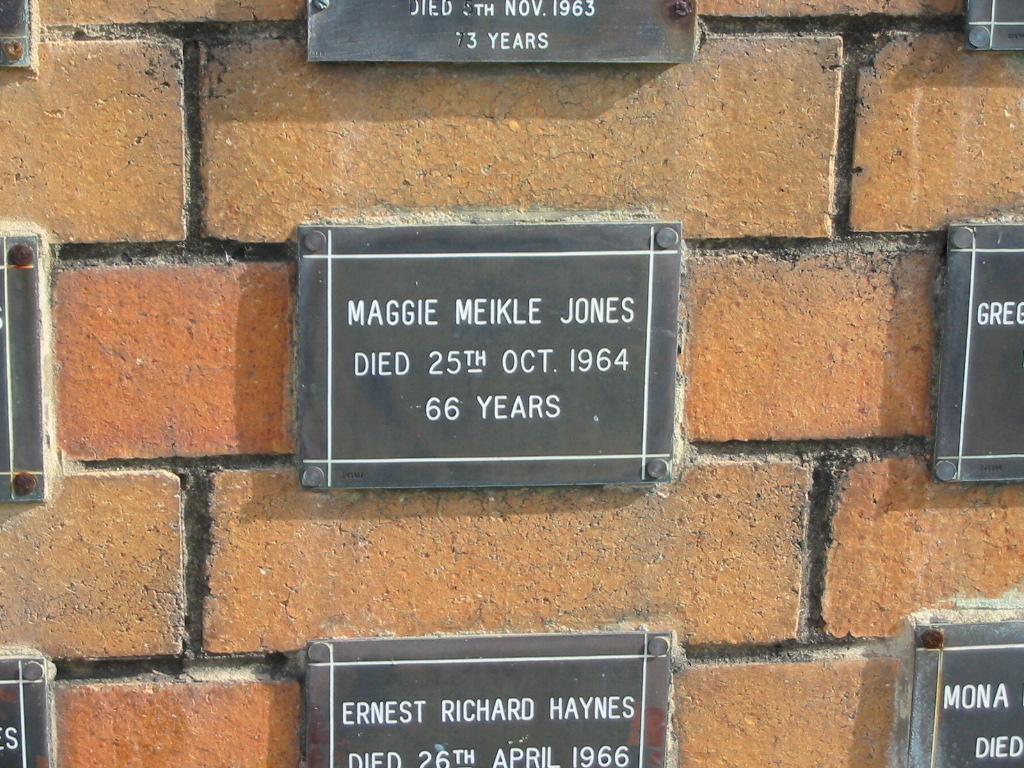 DIED 5TH NOV. 1963
73 YEARS
MAGGIE MEIKLE JONES
DIED 25TH OCT. 1964
66 YEARS
ERNEST RICHARD HAYNES
DIED 26TH APRIL 1966
MONA
DIED